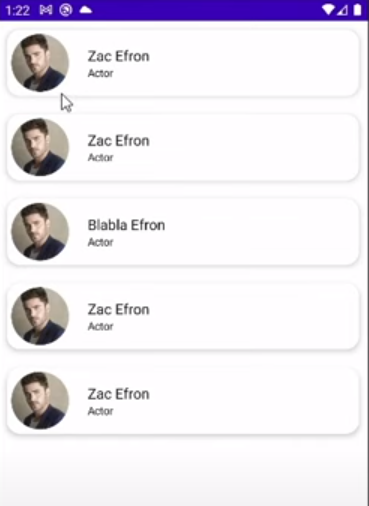 1:22
Zac Efron
Actor
Zac Efron
Actor
Blabla Efron
Actor
Zac Efron
Actor
Zac Efron
Actor